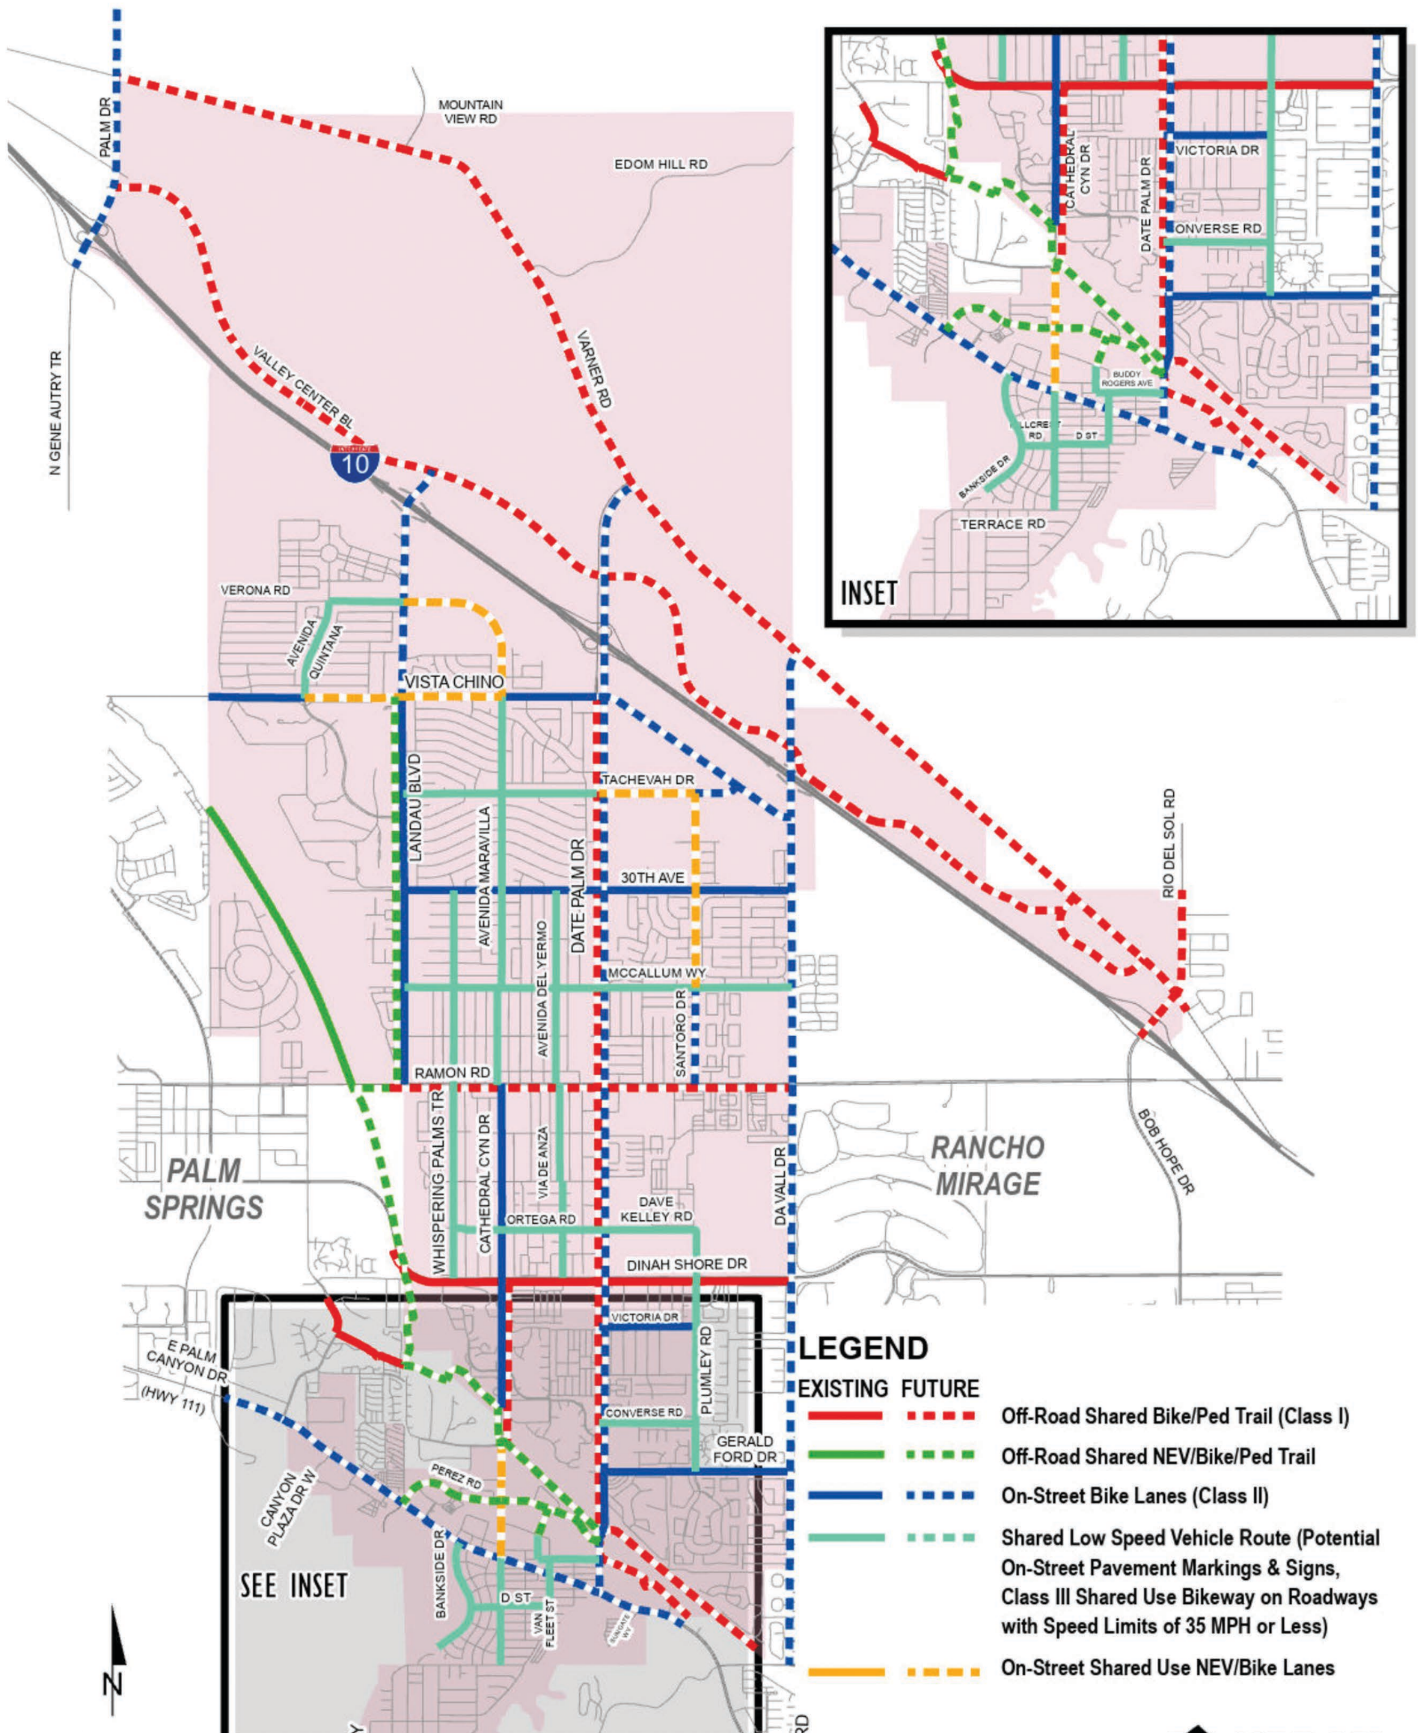 PALM DR
MOUNTAIN
VIEW RD
EDOM HILL RD
N GENE AUTRY TR
VALLEY CENTER BL
VARNER RD
INTERSTATE
10
VERONA RD
AVENIDA
QUINTANA
VISTA CHINO
LANDAU BLVD
TACHEVAH DR
AVENIDA MARAVILLA
DATE PALM DR
30TH AVE
AVENIDA DEL YERMO
MCCALLUM WY
SANTORO DR
RAMON RD
RIO DEL SOL RD
BOB HOPE DR
PALM
SPRINGS
RANCHO
MIRAGE
WHISPERING PALMS TR
CATHEDRAL CYN DR
VIA DE ANZA
ORTEGA RD
DAVE
KELLEY RD
DA VALL DR
DINAH SHORE DR
VICTORIA DR
PLUMLEY RD
CONVERSE RD
GERALD
FORD DR
E PALM
CANYON DR
(HWY 111)
CANYON
PLAZA DR W
PEREZ RD
BANKSIDE DR
D ST
VAN
FLEET ST
SUNGATE
WY
SEE INSET
N
Y
RD
CATHEDRAL
CYN DR
DATE PALM DR
VICTORIA DR
ONVERSE RD
BUDDY
ROGERS AVE
ILLCREST
RD
D ST
BANKSIDE DR
TERRACE RD
INSET
LEGEND
EXISTING FUTURE
Off-Road Shared Bike/Ped Trail (Class I)
Off-Road Shared NEV/Bike/Ped Trail
On-Street Bike Lanes (Class II)
Shared Low Speed Vehicle Route (Potential
On-Street Pavement Markings & Signs,
Class III Shared Use Bikeway on Roadways
with Speed Limits of 35 MPH or Less)
On-Street Shared Use NEV/Bike Lanes